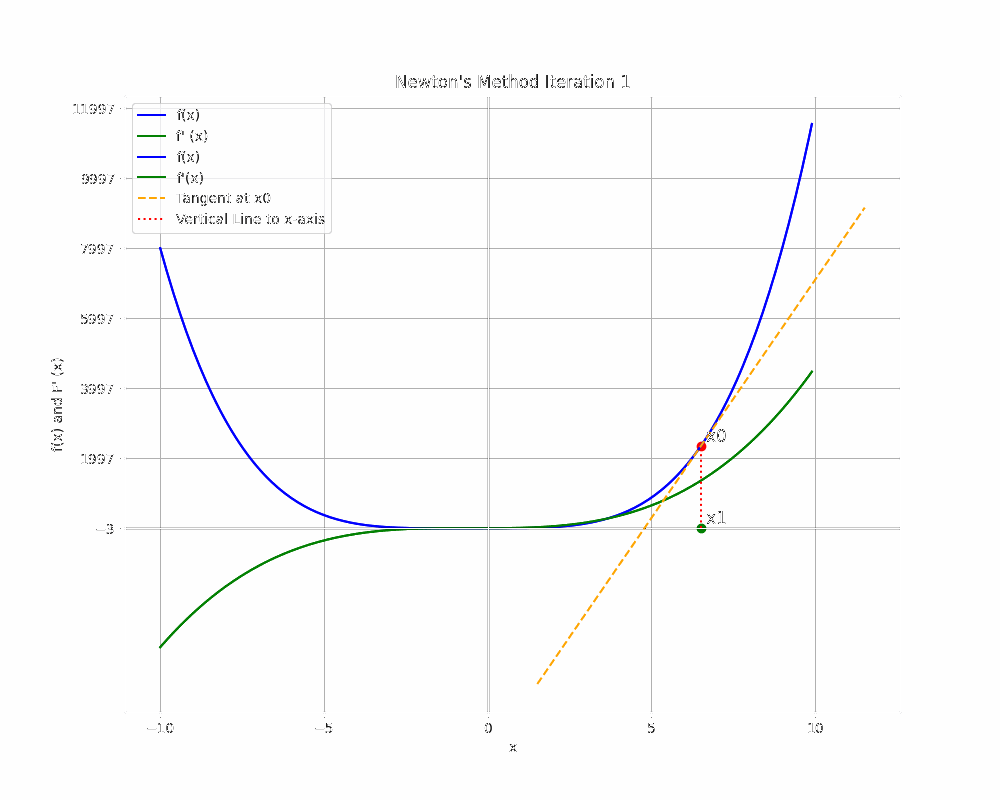 Newton's Method Iteration 1
11997
9997
7997
5997
3997
1997
−3
f(x) and F' (x)
f(x)
f' (x)
f(x)
f'(x)
Tangent at x0
Vertical Line to x-axis
x0
x1
−10
−5
0
5
10
x